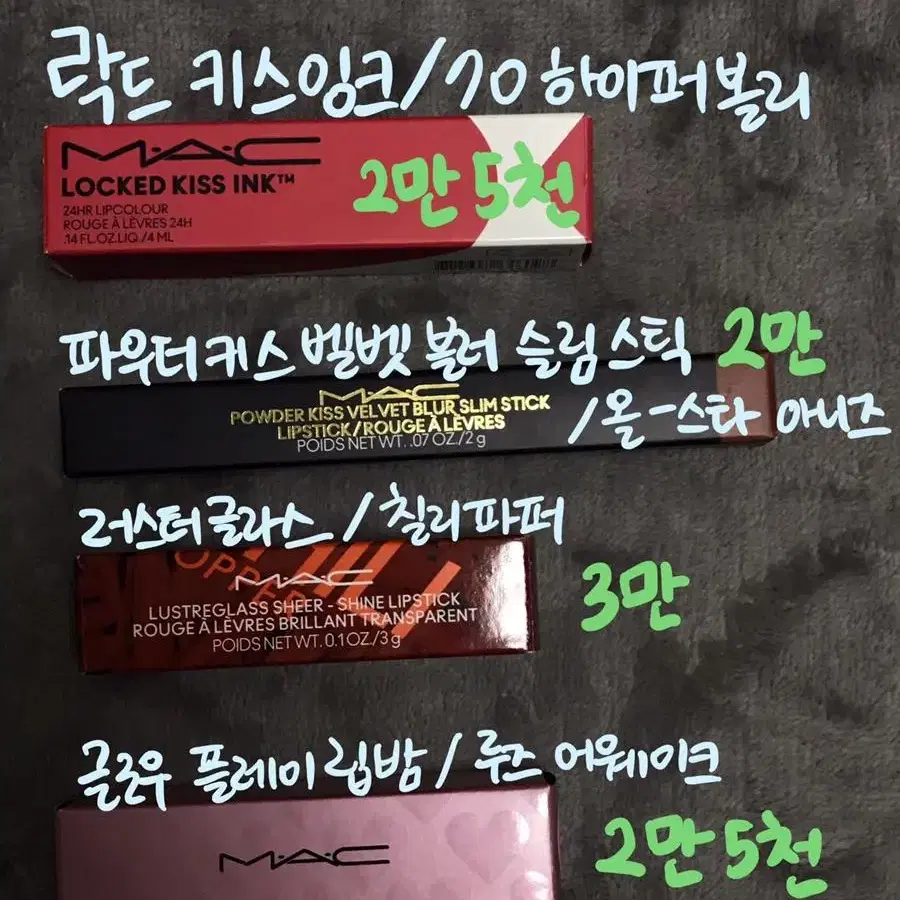 락드 키스잉크/70 하이퍼볼리
M·A·C
LOCKED KISS INK™
24HR LIPCOLOUR
ROUGE À LÈVRES 24H
.14 FL.OZ.LIQ./4 ML
2만 5천
파우더키스 벨벳 블러 슬림스틱 2만
/올-스타 아니즈
M·A·C
POWDER KISS VELVET BLUR SLIM STICK
LIPSTICK/ROUGE À LÈVRES
POIDS NET WT. .07 OZ./2 g
러스터글라스/칠리파퍼
M·A·C
LUSTREGLASS SHEER-SHINE LIPSTICK
ROUGE À LÈVRES BRILLANT TRANSPARENT
POIDS NET WT. 0.1 OZ./3 g
3만
글로우 플레이 립밤/루즈 어웨이크
M·A·C
2만 5천